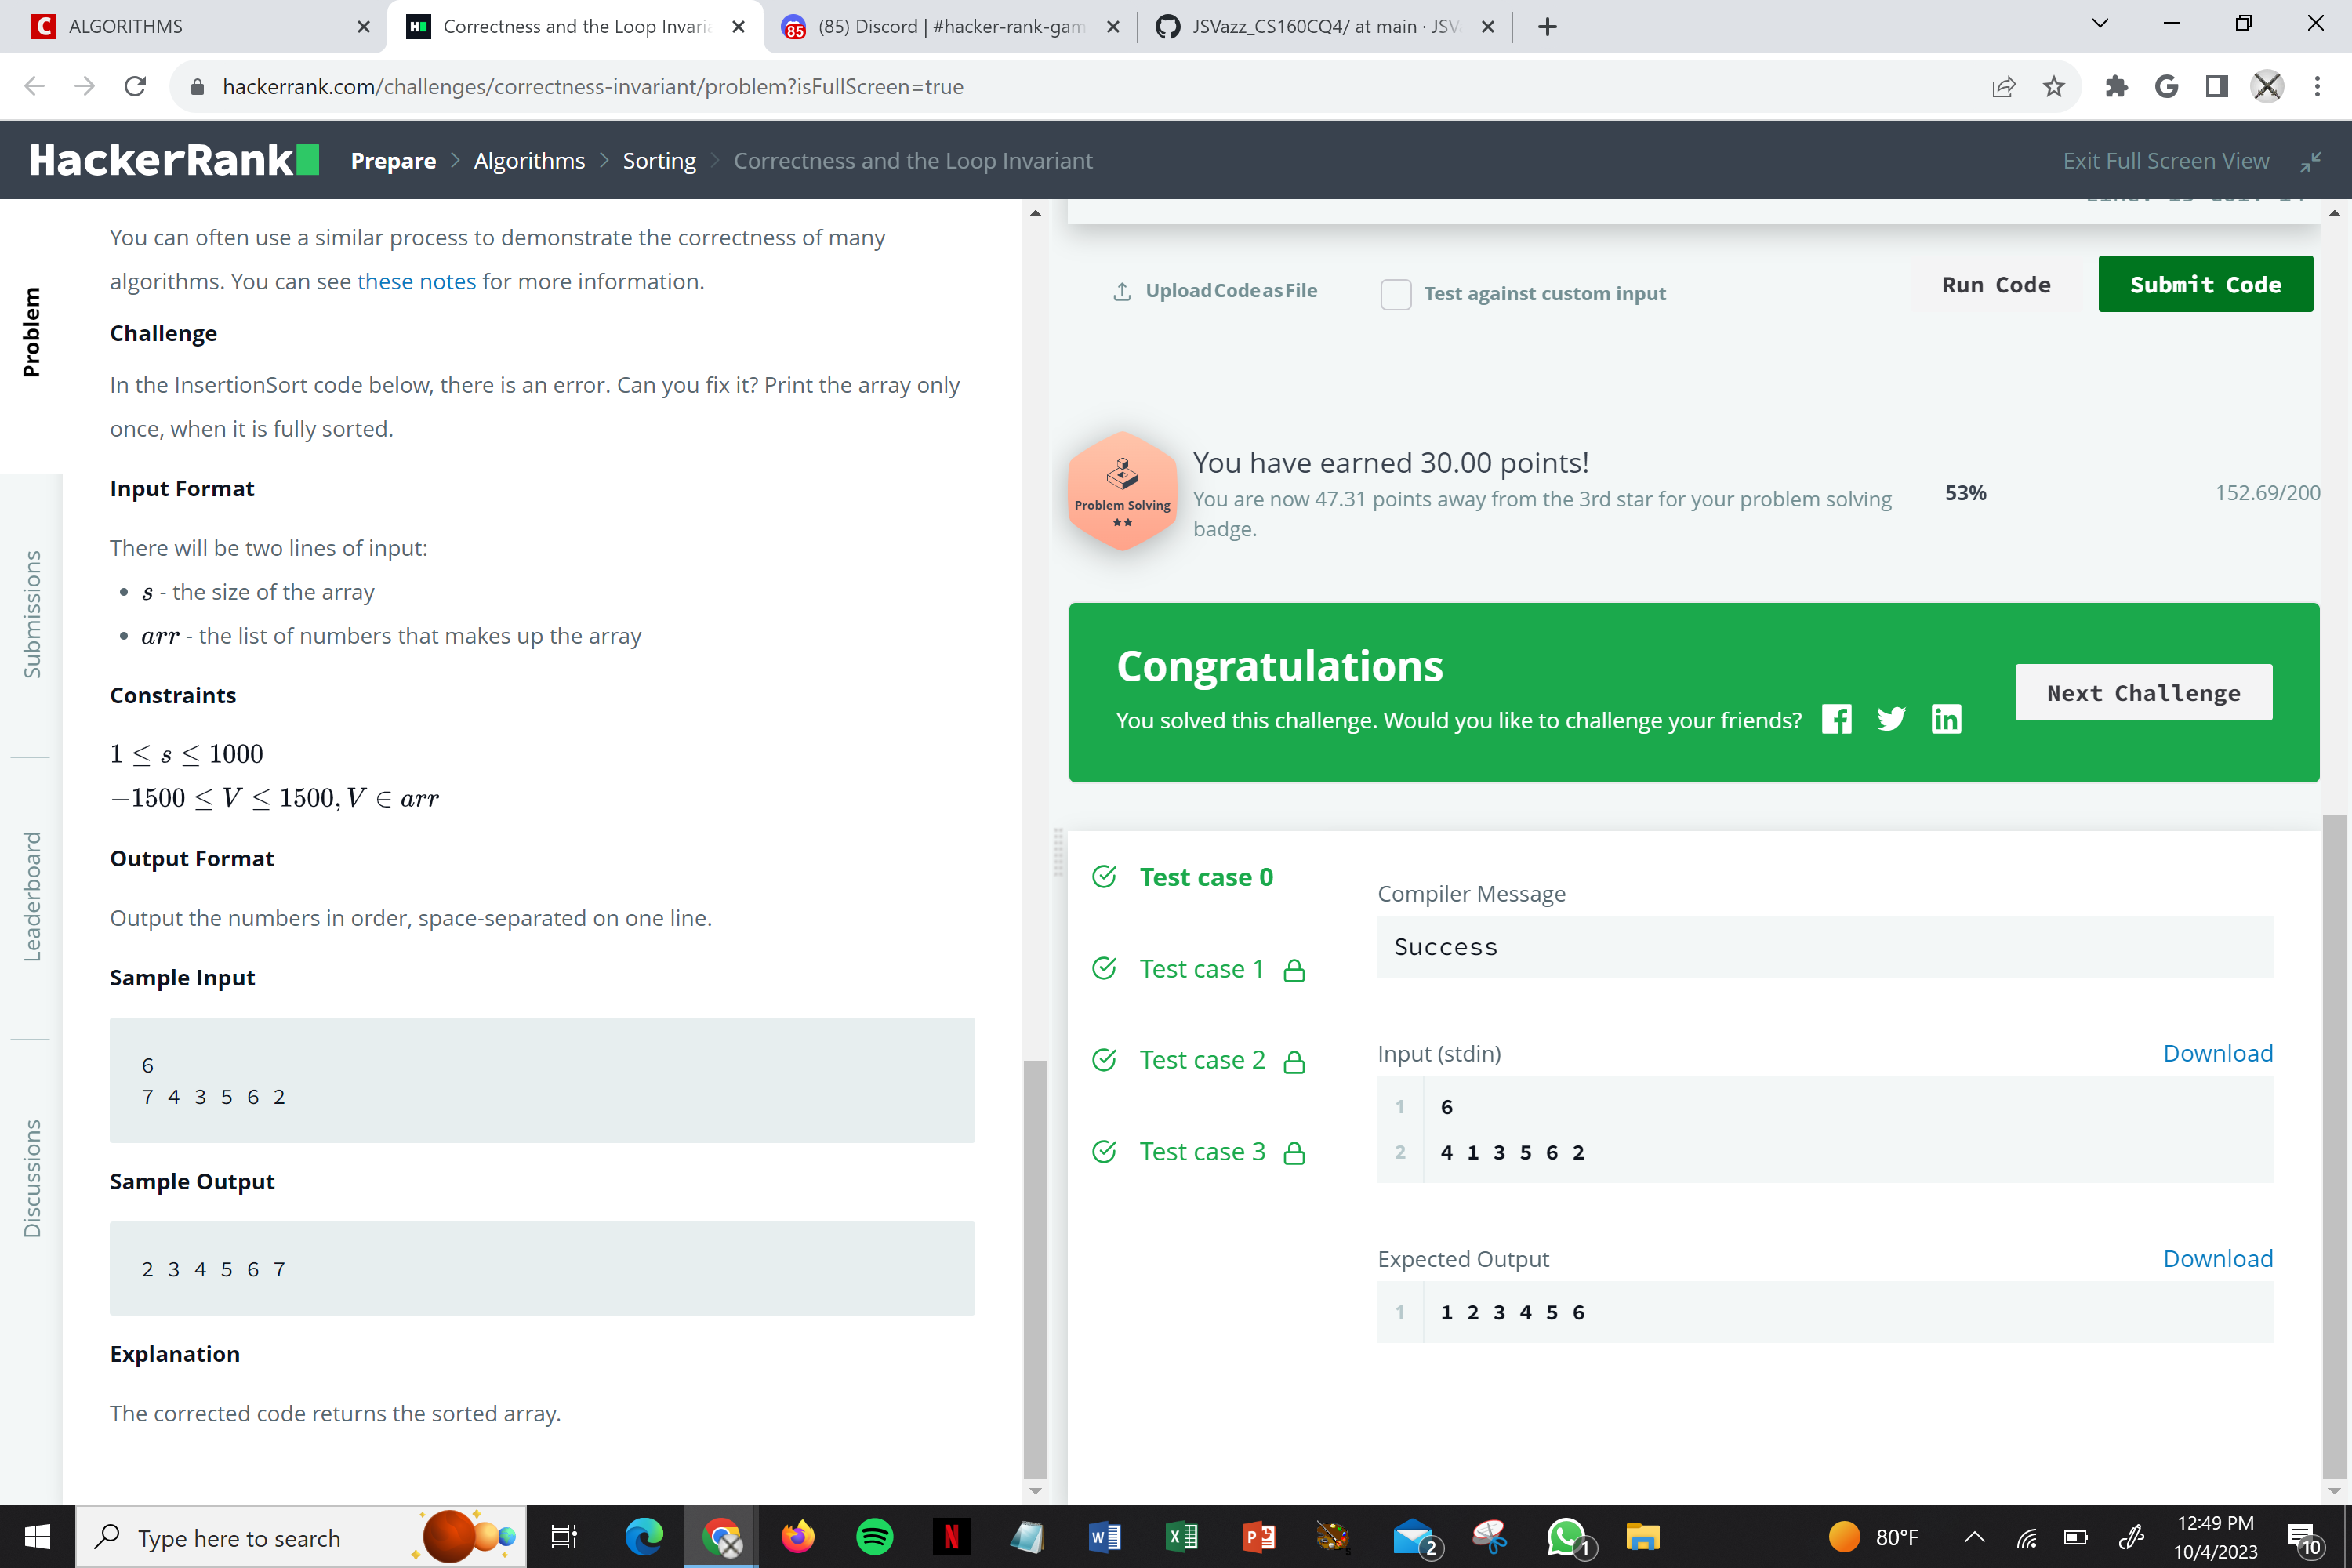 ALGORITHMS
Correctness and the Loop Invaria
(85) Discord | #hacker-rank-gam
JSVazz_CS160CQ4/ at main · JSV
hackerrank.com/challenges/correctness-invariant/problem?isFullScreen=true
HackerRank
Prepare > Algorithms > Sorting > Correctness and the Loop Invariant
Exit Full Screen View
Problem
Submissions
Leaderboard
Discussions
You can often use a similar process to demonstrate the correctness of many
algorithms. You can see these notes for more information.
Challenge
In the InsertionSort code below, there is an error. Can you fix it? Print the array only
once, when it is fully sorted.
Input Format
There will be two lines of input:
• s - the size of the array
• arr - the list of numbers that makes up the array
Constraints
1 ≤ s ≤ 1000
−1500 ≤ V ≤ 1500, V ∈ arr
Output Format
Output the numbers in order, space-separated on one line.
Sample Input
6
7 4 3 5 6 2
Sample Output
2 3 4 5 6 7
Explanation
The corrected code returns the sorted array.
Upload Code as File
Test against custom input
Run Code
Submit Code
Problem Solving
You have earned 30.00 points!
You are now 47.31 points away from the 3rd star for your problem solving
badge.
53%
152.69/200
Congratulations
You solved this challenge. Would you like to challenge your friends?
Next Challenge
Test case 0
Test case 1
Test case 2
Test case 3
Compiler Message
Success
Input (stdin)
Download
1 6
2 4 1 3 5 6 2
Expected Output
Download
1 1 2 3 4 5 6
Type here to search
2
1
80°F
12:49 PM
10/4/2023
10